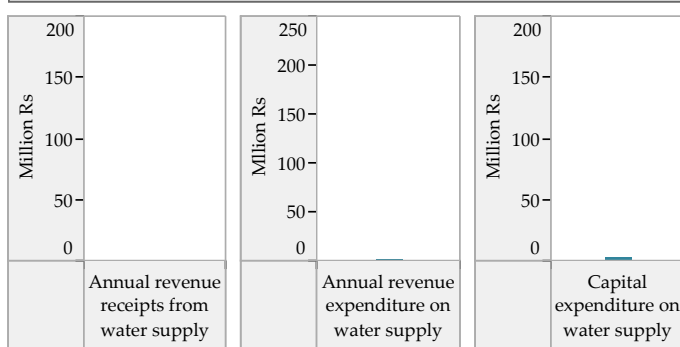 200
150
100
50
0
Million Rs
Annual revenue
receipts from
water supply
250
200
150
100
50
0
MIlion Rs
Annual revenue
expenditure on
water supply
200
150
100
50
0
Million Rs
Capital
expenditure on
water supply